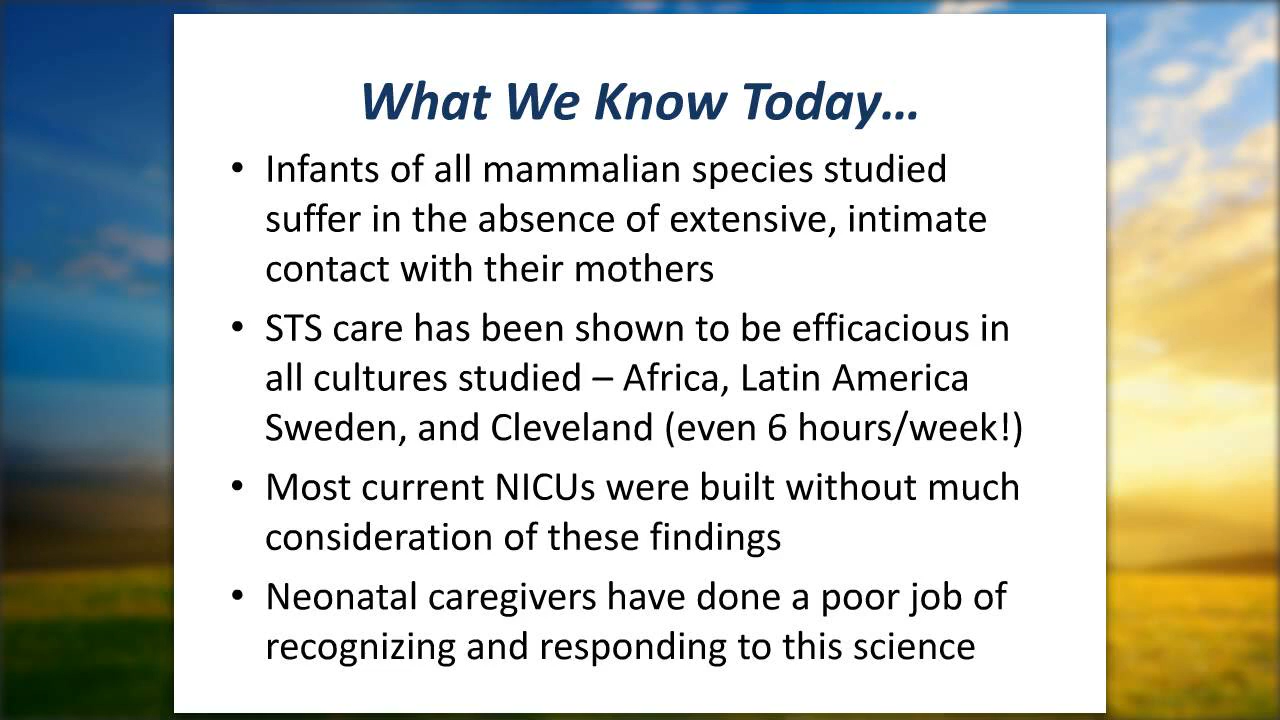 What We Know Today…
• Infants of all mammalian species studied
suffer in the absence of extensive, intimate
contact with their mothers
• STS care has been shown to be efficacious in
all cultures studied – Africa, Latin America
Sweden, and Cleveland (even 6 hours/week!)
• Most current NICUs were built without much
consideration of these findings
• Neonatal caregivers have done a poor job of
recognizing and responding to this science